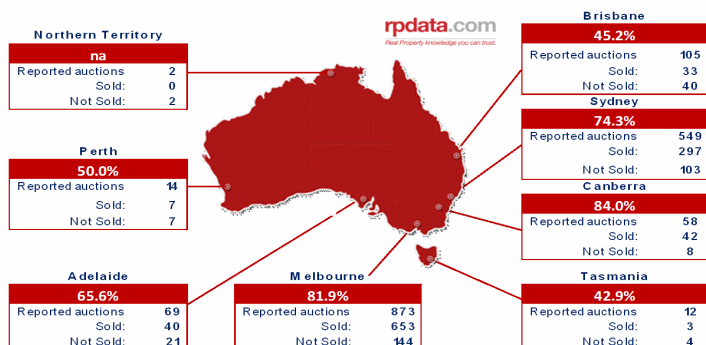 rpdata.com
Real Property knowledge you can trust.
Northern Territory
na
Reported auctions 2
Sold: 0
Not Sold: 2
Brisbane
45.2%
Reported auctions 105
Sold: 33
Not Sold: 40
Sydney
74.3%
Reported auctions 549
Sold: 297
Not Sold: 103
Perth
50.0%
Reported auctions 14
Sold: 7
Not Sold: 7
Canberra
84.0%
Reported auctions 58
Sold: 42
Not Sold: 8
Adelaide
65.6%
Reported auctions 69
Sold: 40
Not Sold: 21
Melbourne
81.9%
Reported auctions 873
Sold: 653
Not Sold: 144
Tasmania
42.9%
Reported auctions 12
Sold: 3
Not Sold: 4